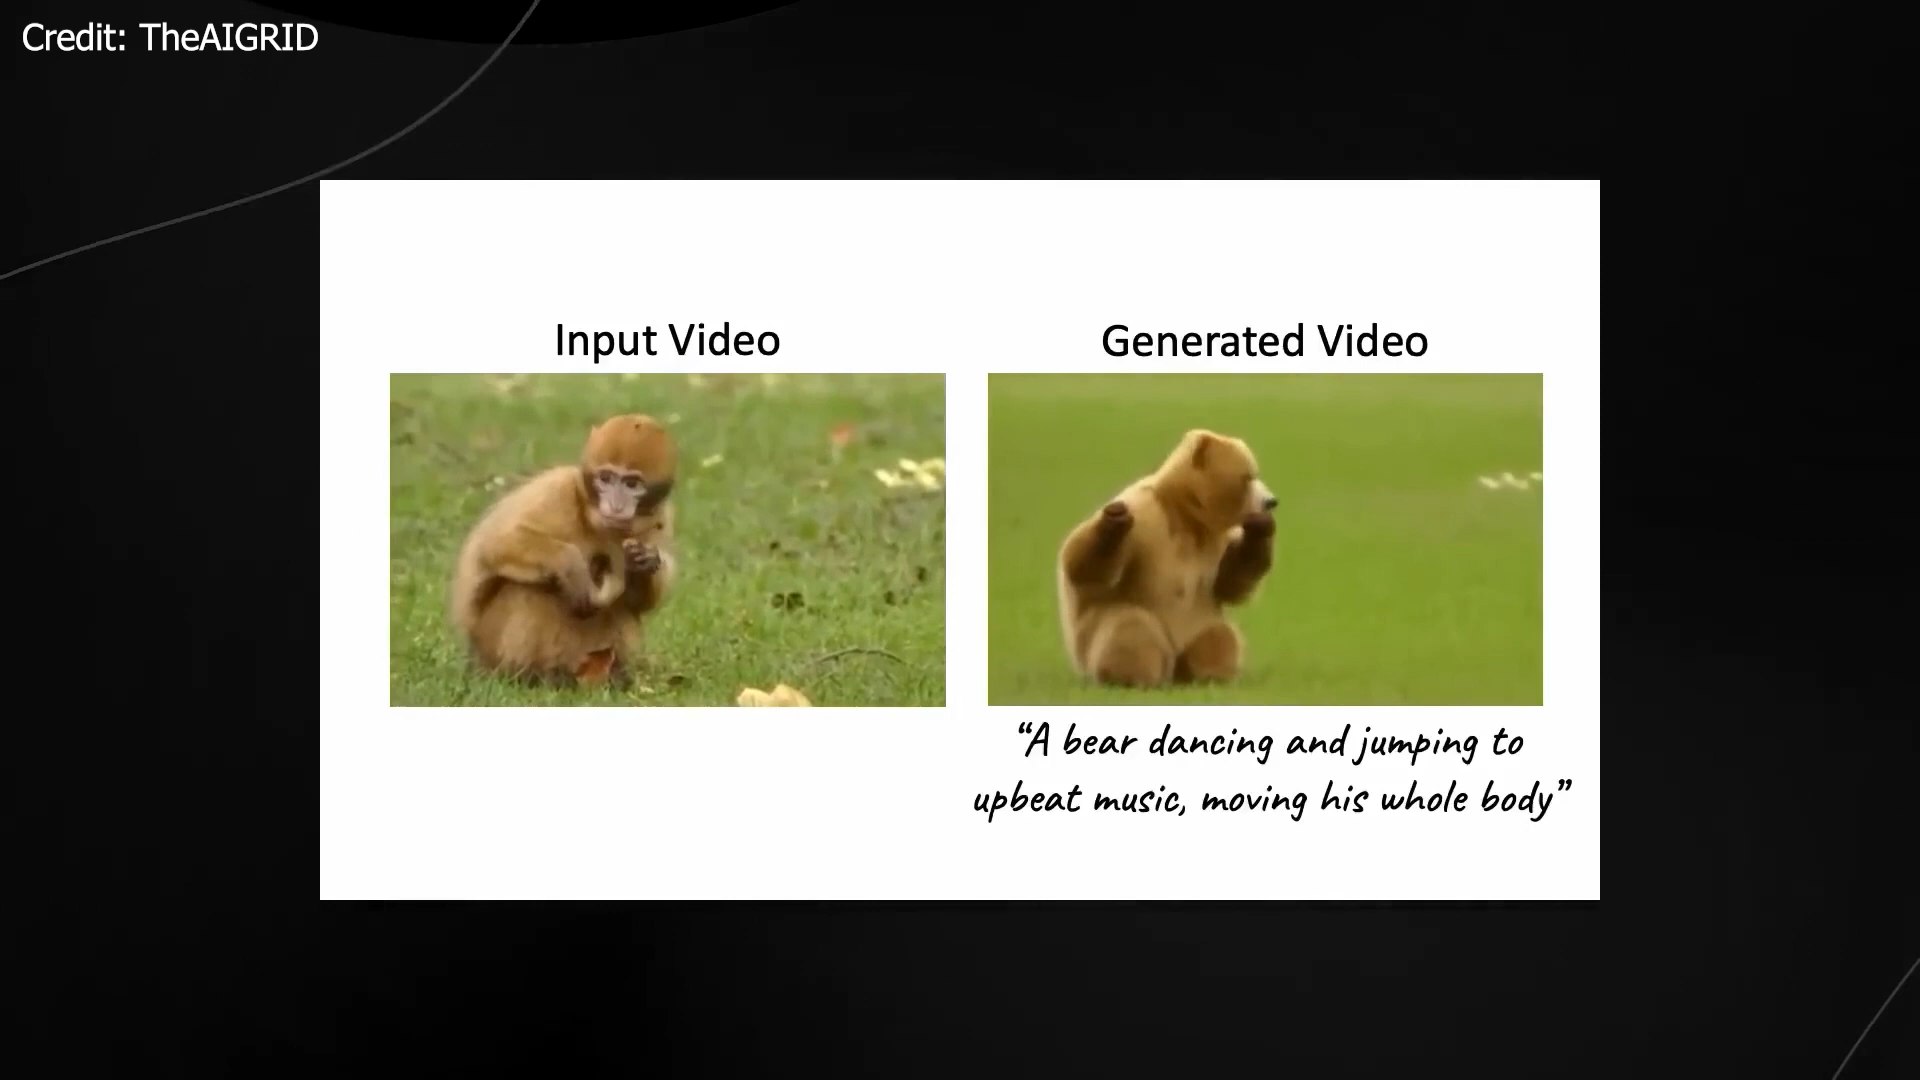 Credit: TheAIGRID
Input Video
Generated Video
“A bear dancing and jumping to
upbeat music, moving his whole body”